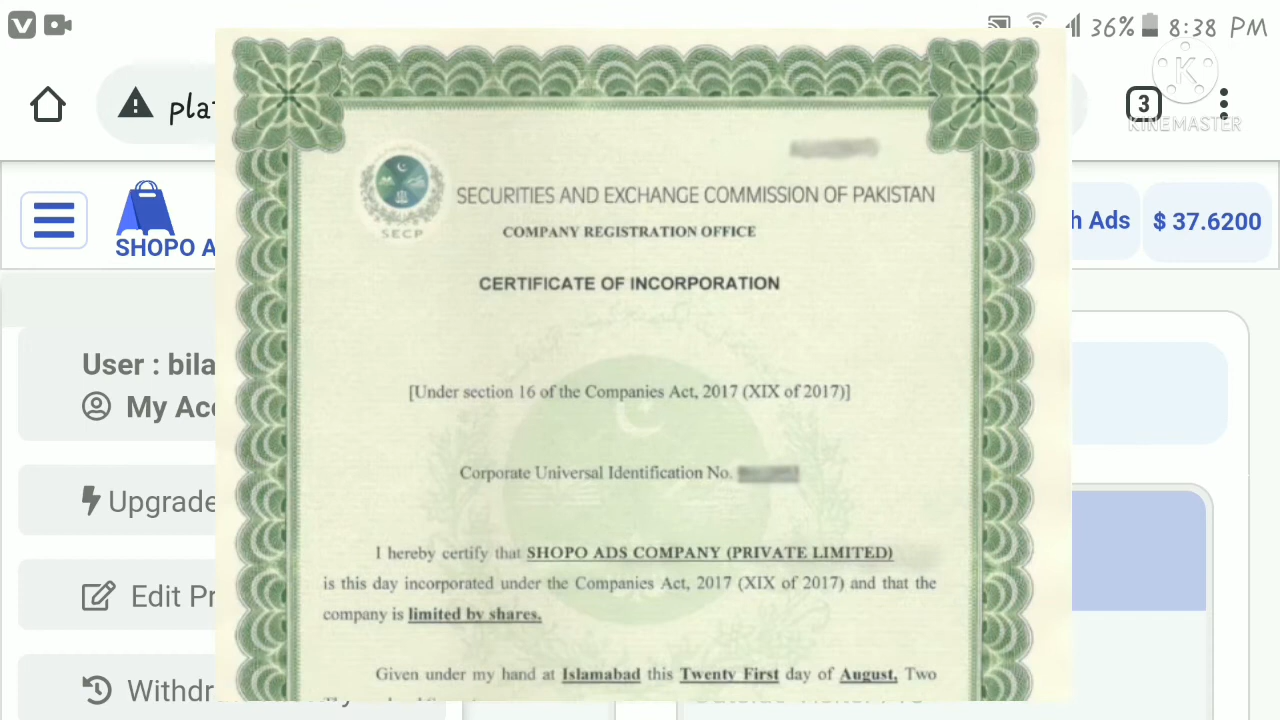 V
36% 8:38 PM
K
KINEMASTER
pla
3
SHOPO A
h Ads
$ 37.6200
User : bila
My Acc
Upgrade
Edit Pr
Withdr
SECP
SECURITIES AND EXCHANGE COMMISSION OF PAKISTAN
COMPANY REGISTRATION OFFICE
CERTIFICATE OF INCORPORATION
[Under section 16 of the Companies Act, 2017 (XIX of 2017)]
Corporate Universal Identification No.
I hereby certify that SHOPO ADS COMPANY (PRIVATE LIMITED)
is this day incorporated under the Companies Act, 2017 (XIX of 2017) and that the
company is limited by shares.
Given under my hand at Islamabad this Twenty First day of August, Two